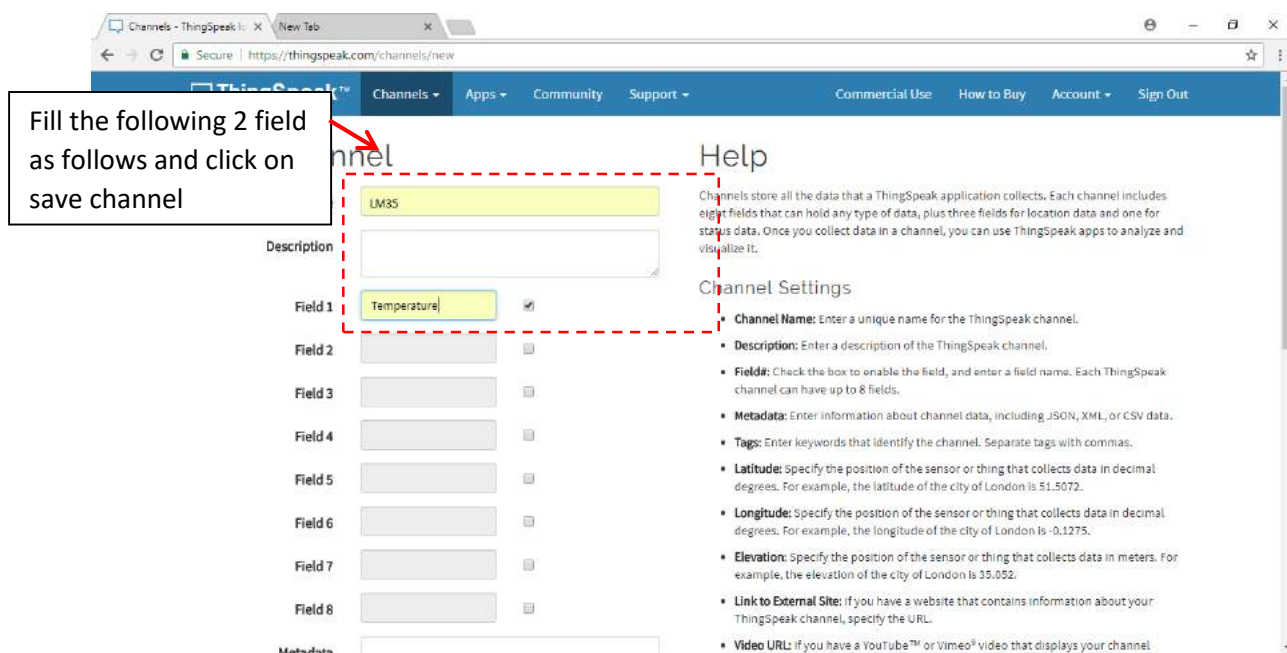 Channels - ThingSpeak
New Tab
Secure | https://thingspeak.com/channels/new
Channels Apps Community Support Commercial Use How to Buy Account Sign Out
Fill the following 2 field
as follows and click on
save channel
Help
LM35
Description
Field 1 Temperature
Field 2
Field 3
Field 4
Field 5
Field 6
Field 7
Field 8
Metadata
Channels store all the data that a ThingSpeak application collects. Each channel includes
eight fields that can hold any type of data, plus three fields for location data and one for
status data. Once you collect data in a channel, you can use ThingSpeak apps to analyze and
visualize it.
Channel Settings
• Channel Name: Enter a unique name for the ThingSpeak channel.
• Description: Enter a description of the ThingSpeak channel.
• Field#: Check the box to enable the field, and enter a field name. Each ThingSpeak
channel can have up to 8 fields.
• Metadata: Enter information about channel data, including JSON, XML, or CSV data.
• Tags: Enter keywords that identify the channel. Separate tags with commas.
• Latitude: Specify the position of the sensor or thing that collects data in decimal
degrees. For example, the latitude of the city of London is 51.5072.
• Longitude: Specify the position of the sensor or thing that collects data in decimal
degrees. For example, the longitude of the city of London is -0.1275.
• Elevation: Specify the position of the sensor or thing that collects data in meters. For
example, the elevation of the city of London is 35.052.
• Link to External Site: If you have a website that contains information about your
ThingSpeak channel, specify the URL.
• Video URL: If you have a YouTube™ or Vimeo® video that displays your channel